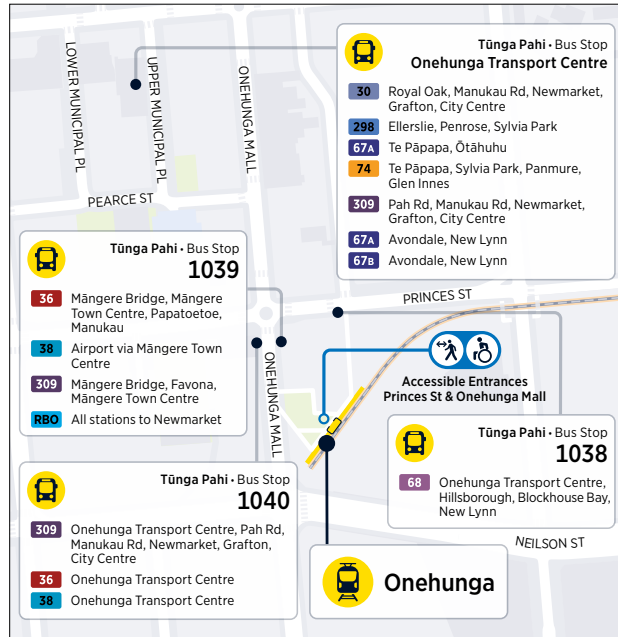 LOWER MUNICIPAL PL
UPPER MUNICIPAL PL
ONEHUNGA MALL
PEARCE ST
Tūnga Pahi • Bus Stop
Onehunga Transport Centre
30 Royal Oak, Manukau Rd, Newmarket,
Grafton, City Centre
298 Ellerslie, Penrose, Sylvia Park
67A Te Pāpapa, Ōtāhuhu
74 Te Pāpapa, Sylvia Park, Panmure,
Glen Innes
309 Pah Rd, Manukau Rd, Newmarket,
Grafton, City Centre
67A Avondale, New Lynn
67B Avondale, New Lynn
Tūnga Pahi • Bus Stop
1039
36 Māngere Bridge, Māngere
Town Centre, Papatoetoe,
Manukau
38 Airport via Māngere Town
Centre
309 Māngere Bridge, Favona,
Māngere Town Centre
RBO All stations to Newmarket
PRINCES ST
ONEHUNGA MALL
Accessible Entrances
Princes St & Onehunga Mall
Tūnga Pahi • Bus Stop
1038
68 Onehunga Transport Centre,
Hillsborough, Blockhouse Bay,
New Lynn
Tūnga Pahi • Bus Stop
1040
309 Onehunga Transport Centre, Pah Rd,
Manukau Rd, Newmarket, Grafton,
City Centre
36 Onehunga Transport Centre
38 Onehunga Transport Centre
NEILSON ST
Onehunga